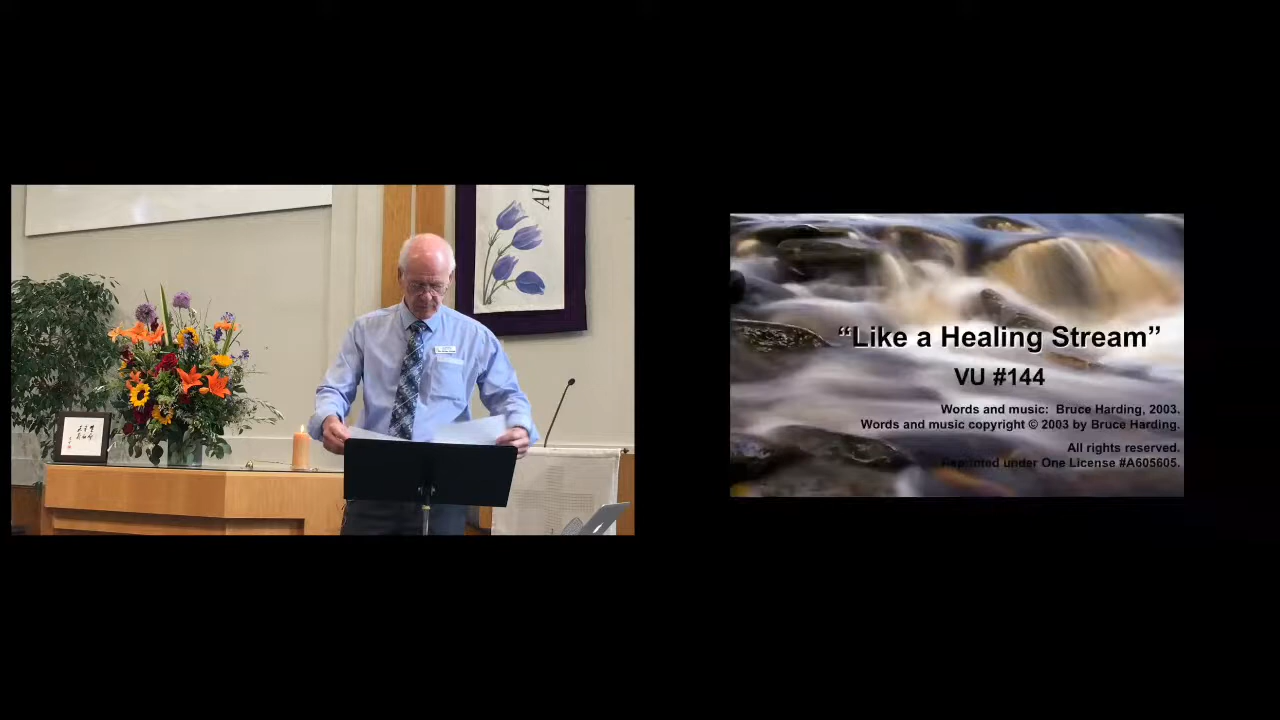 Al
“Like a Healing Stream”
VU #144
Words and music: Bruce Harding, 2003.
Words and music copyright © 2003 by Bruce Harding.
All rights reserved.
Reprinted under One License #A605605.